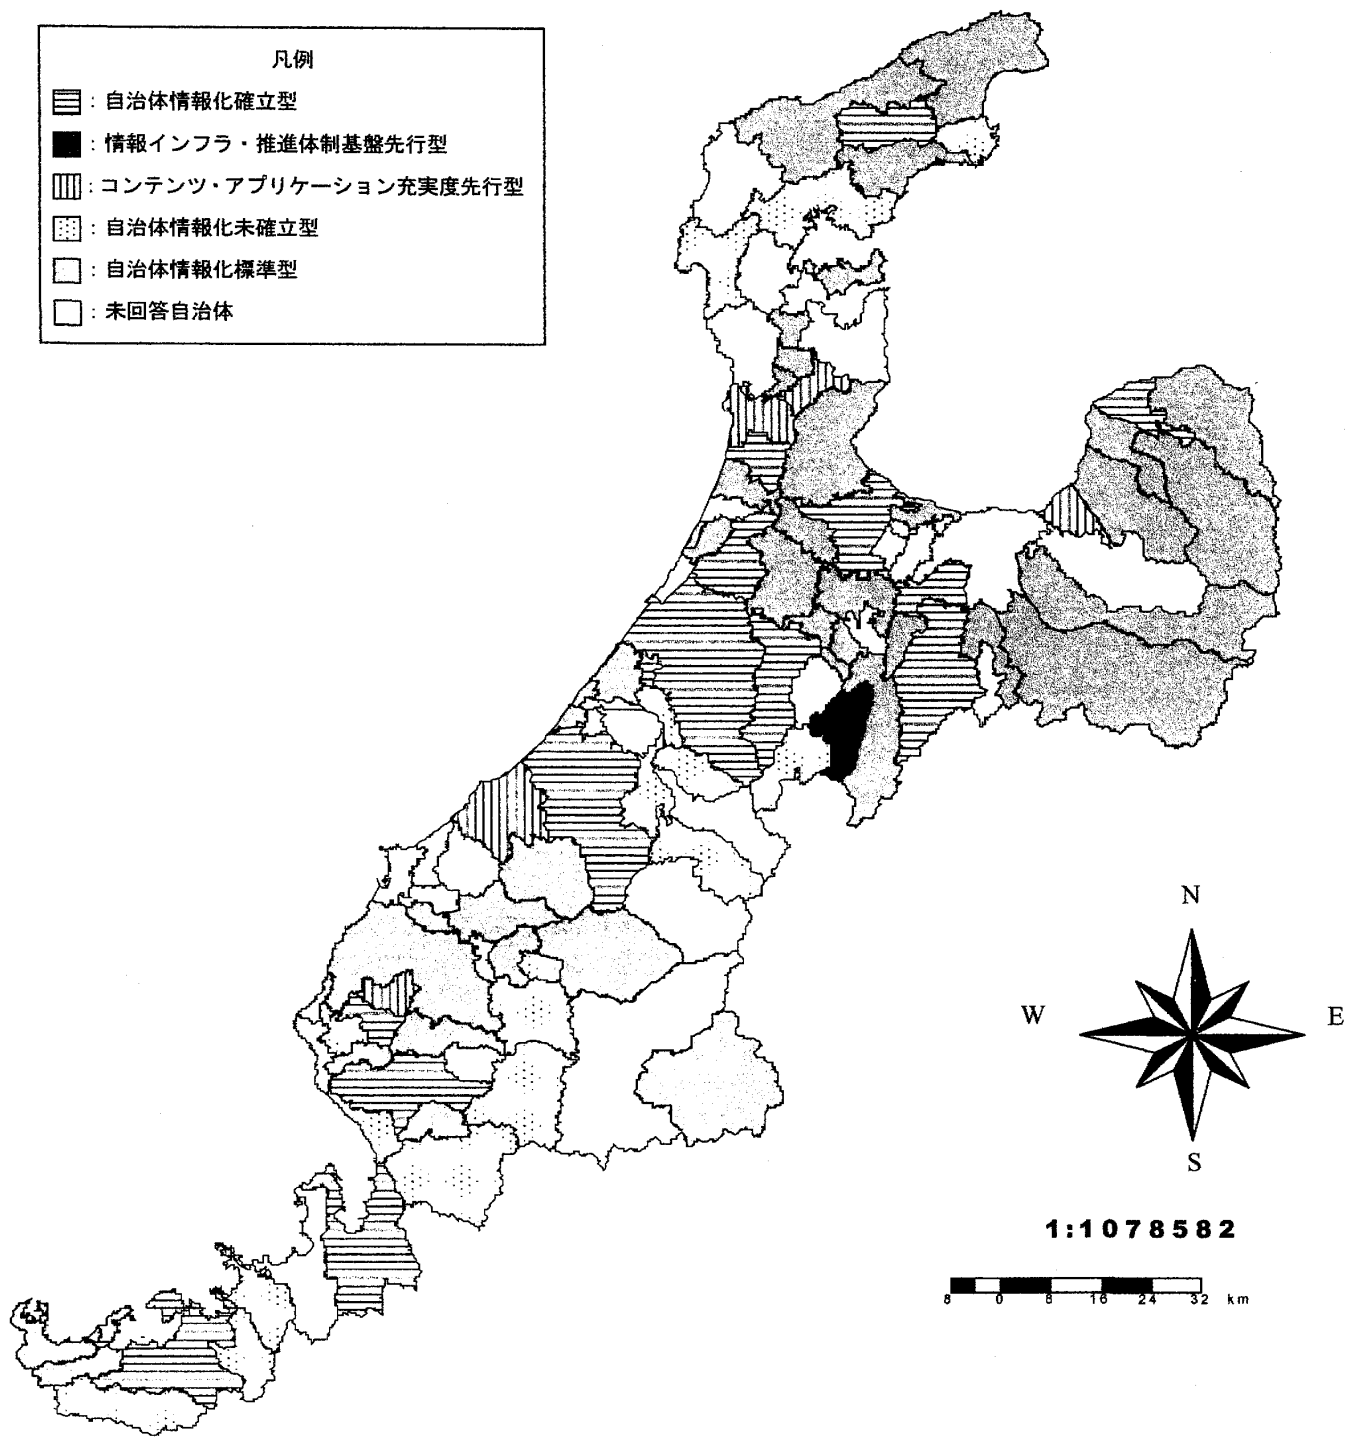 凡例
：自治体情報化確立型
：情報インフラ・推進体制基盤先行型
：コンテンツ・アプリケーション充実度先行型
：自治体情報化未確立型
：自治体情報化標準型
：未回答自治体
N
W
E
S
1:1078582
8 0 8 16 24 32 km